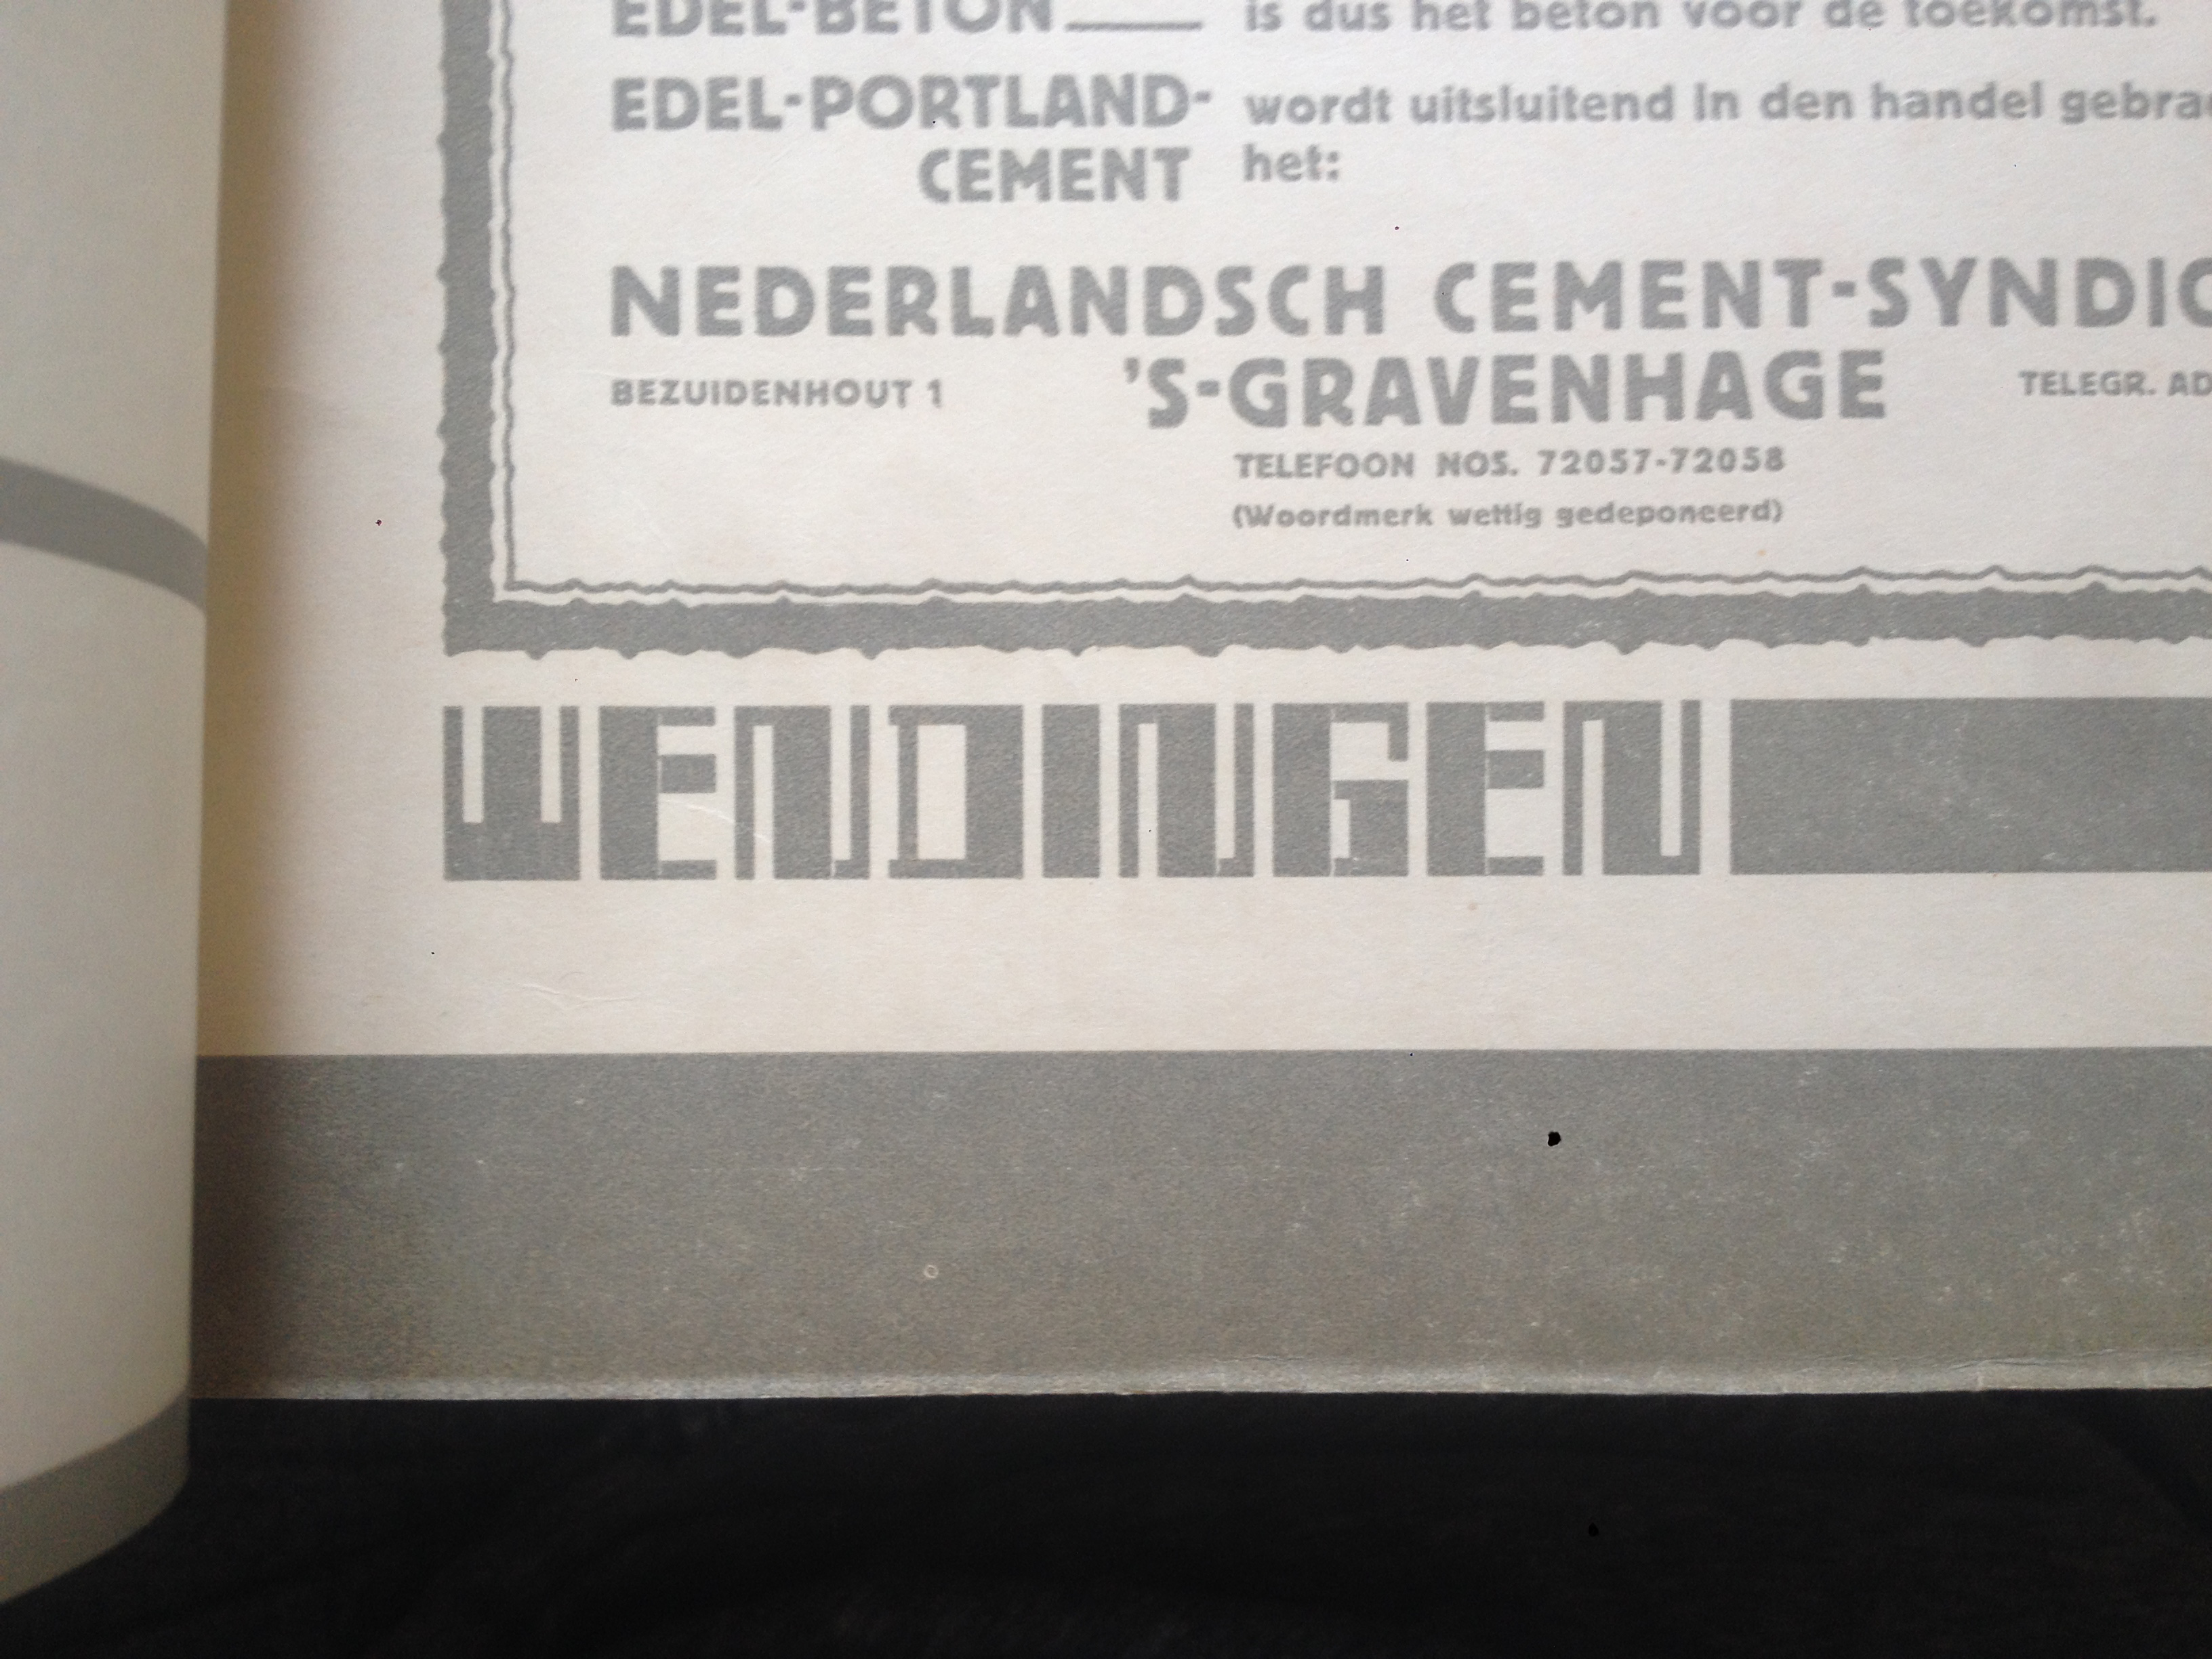 EDEL-BETON is dus het beton voor de toekomst.
EDEL-PORTLAND- wordt uitsluitend in den handel
CEMENT het:
NEDERLANDSCH
'S-GRAVENHAGE
BEZUIDENHOUT 1
TELEGR.
TELEFOON NOS. 72057-72058
(Woordmerk wettig gedeponeerd)
WENDINGEN